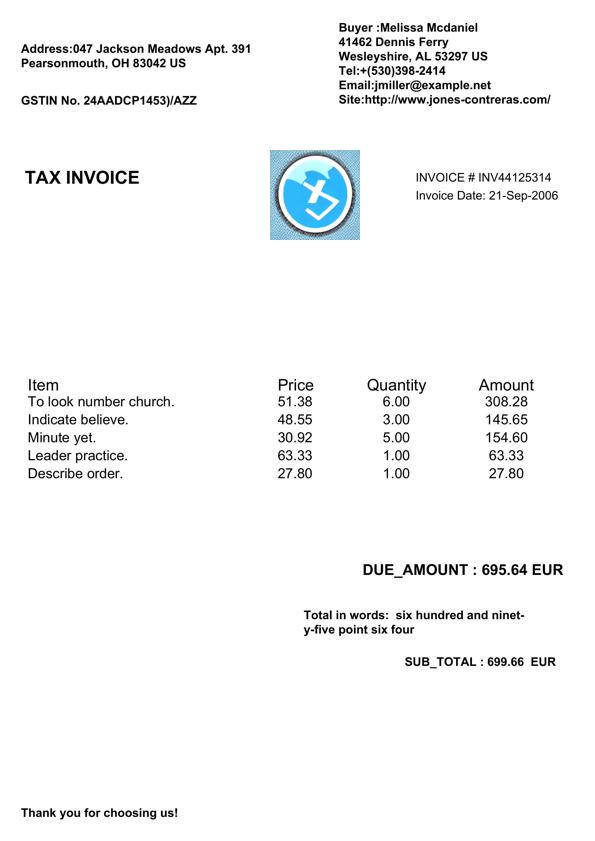 Address:047 Jackson Meadows Apt. 391
Pearsonmouth, OH 83042 US
GSTIN No. 24AADCP1453)/AZZ
Buyer :Melissa Mcdaniel
41462 Dennis Ferry
Wesleyshire, AL 53297 US
Tel:+(530)398-2414
Email:jmiller@example.net
Site:http://www.jones-contreras.com/
TAX INVOICE
INVOICE # INV44125314
Invoice Date: 21-Sep-2006
Item Price Quantity Amount
To look number church. 51.38 6.00 308.28
Indicate believe. 48.55 3.00 145.65
Minute yet. 30.92 5.00 154.60
Leader practice. 63.33 1.00 63.33
Describe order. 27.80 1.00 27.80
DUE_AMOUNT : 695.64 EUR
Total in words: six hundred and ninet-
y-five point six four
SUB_TOTAL : 699.66 EUR
Thank you for choosing us!